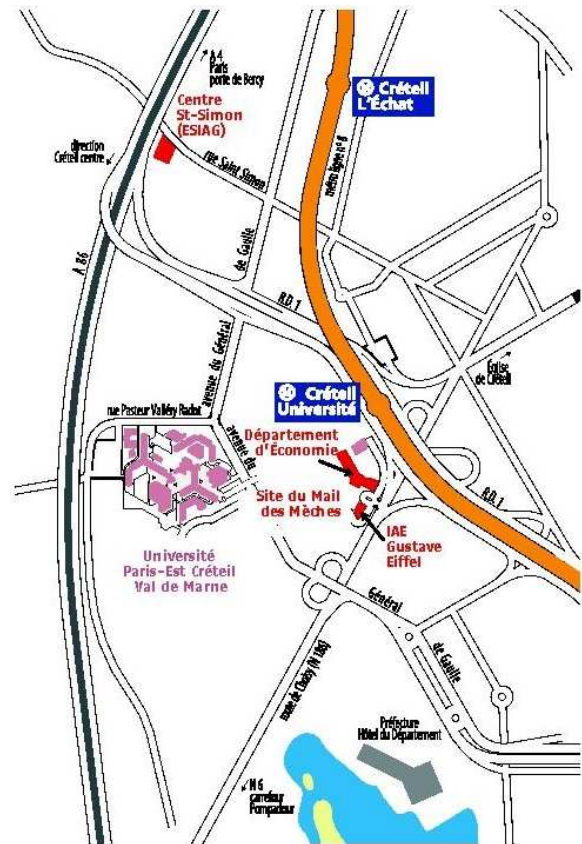 A 4
Paris
porte de Bercy
Créteil
L'Échat
Centre
St-Simon
(ESIAG)
métro ligne n° 8
direction
Créteil centre
rue Saint Simon
A 86
de Gaulle
R.D. 1
avenue du Général
Église
de Créteil
rue Pasteur Valléry Radot
Créteil
Université
avenue du
Département
d'Économie
Site du Mail
des Mèches
R.D. 1
IAE
Gustave
Eiffel
Université
Paris-Est Créteil
Val de Marne
Général
de Gaulle
route de Choisy (N 186)
Préfecture
Hôtel du Département
N 6
carrefour
Pompadour